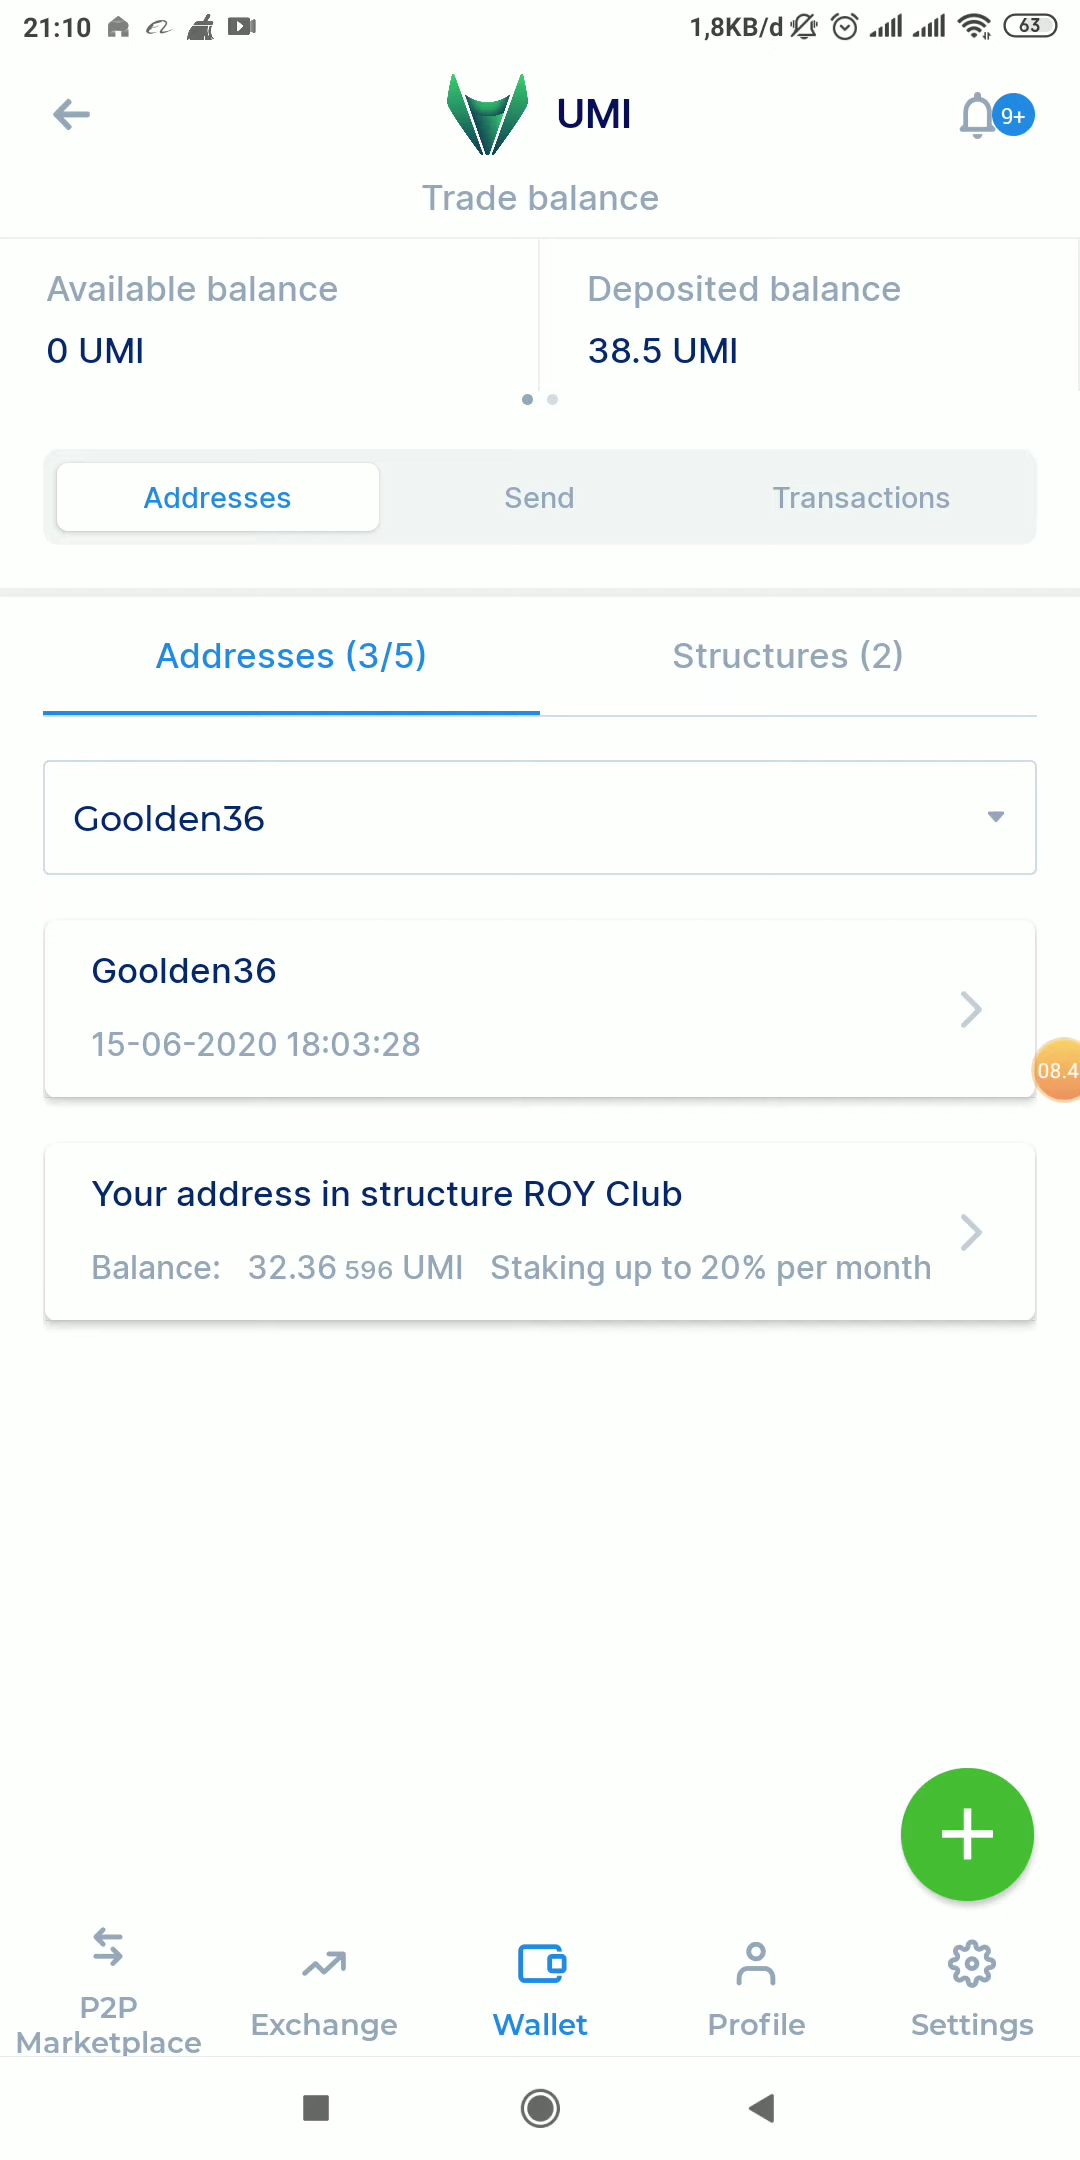 21:10 1,8KB/d 63
UMI 9+
Trade balance
Available balance Deposited balance
0 UMI 38.5 UMI
Addresses Send Transactions
Addresses (3/5) Structures (2)
Goolden36
Goolden36
15-06-2020 18:03:28
08.4
Your address in structure ROY Club
Balance: 32.36 596 UMI Staking up to 20% per month
P2P Marketplace Exchange Wallet Profile Settings